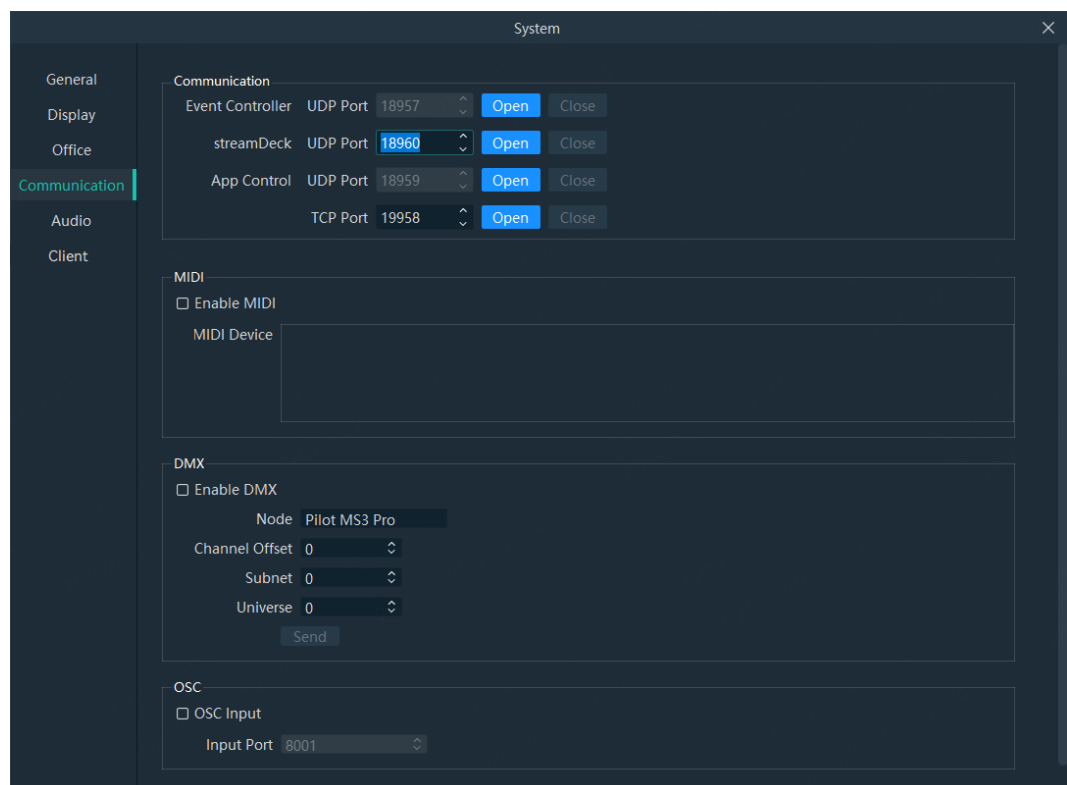 System
General
Display
Office
Communication
Audio
Client
Communication
Event Controller UDP Port 18957 Open Close
streamDeck UDP Port 18960 Open Close
App Control UDP Port 18959 Open Close
TCP Port 19958 Open Close
MIDI
Enable MIDI
MIDI Device
DMX
Enable DMX
Node Pilot MS3 Pro
Channel Offset 0
Subnet 0
Universe 0
Send
OSC
OSC Input
Input Port 8001